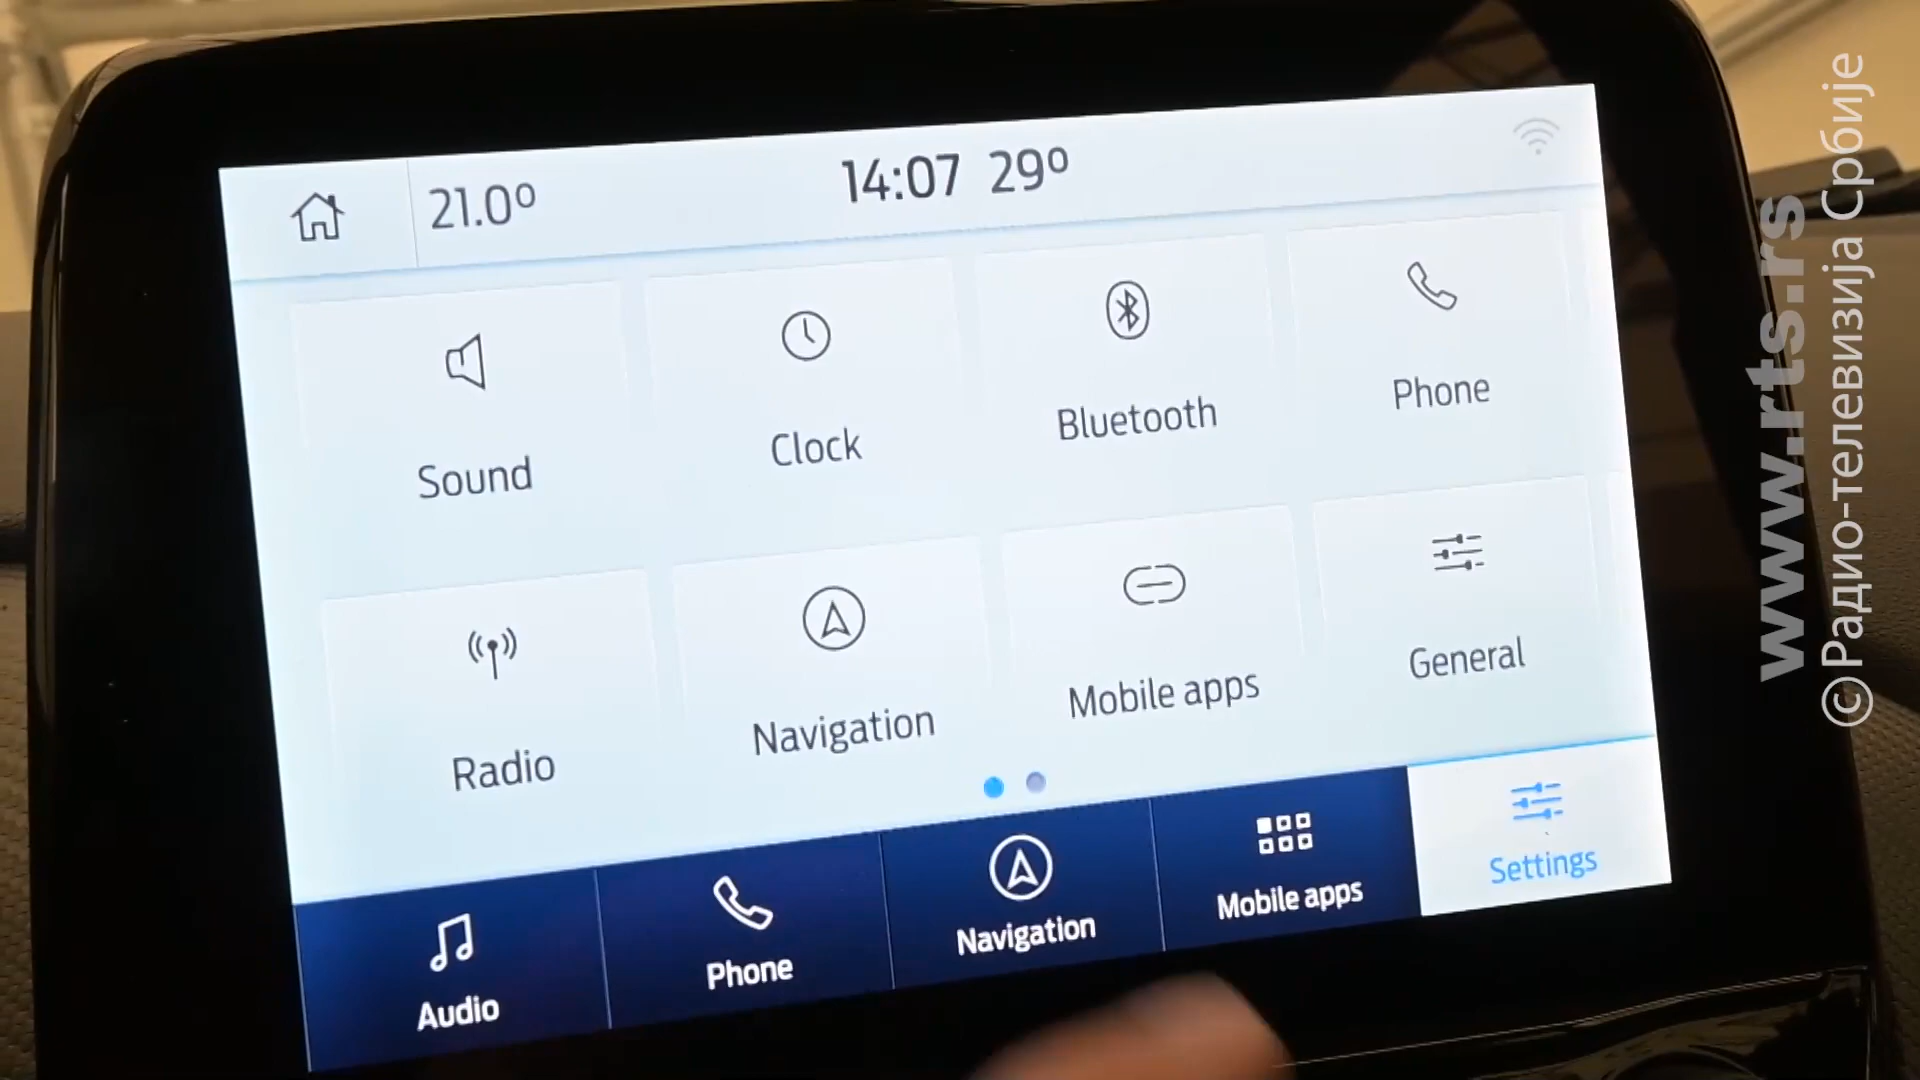 21.0°
14:07 29°
Sound
Clock
Bluetooth
Phone
Radio
Navigation
Mobile apps
General
Audio
Phone
Navigation
Mobile apps
Settings
www.rts.rs
© Радио-телевизија Србије